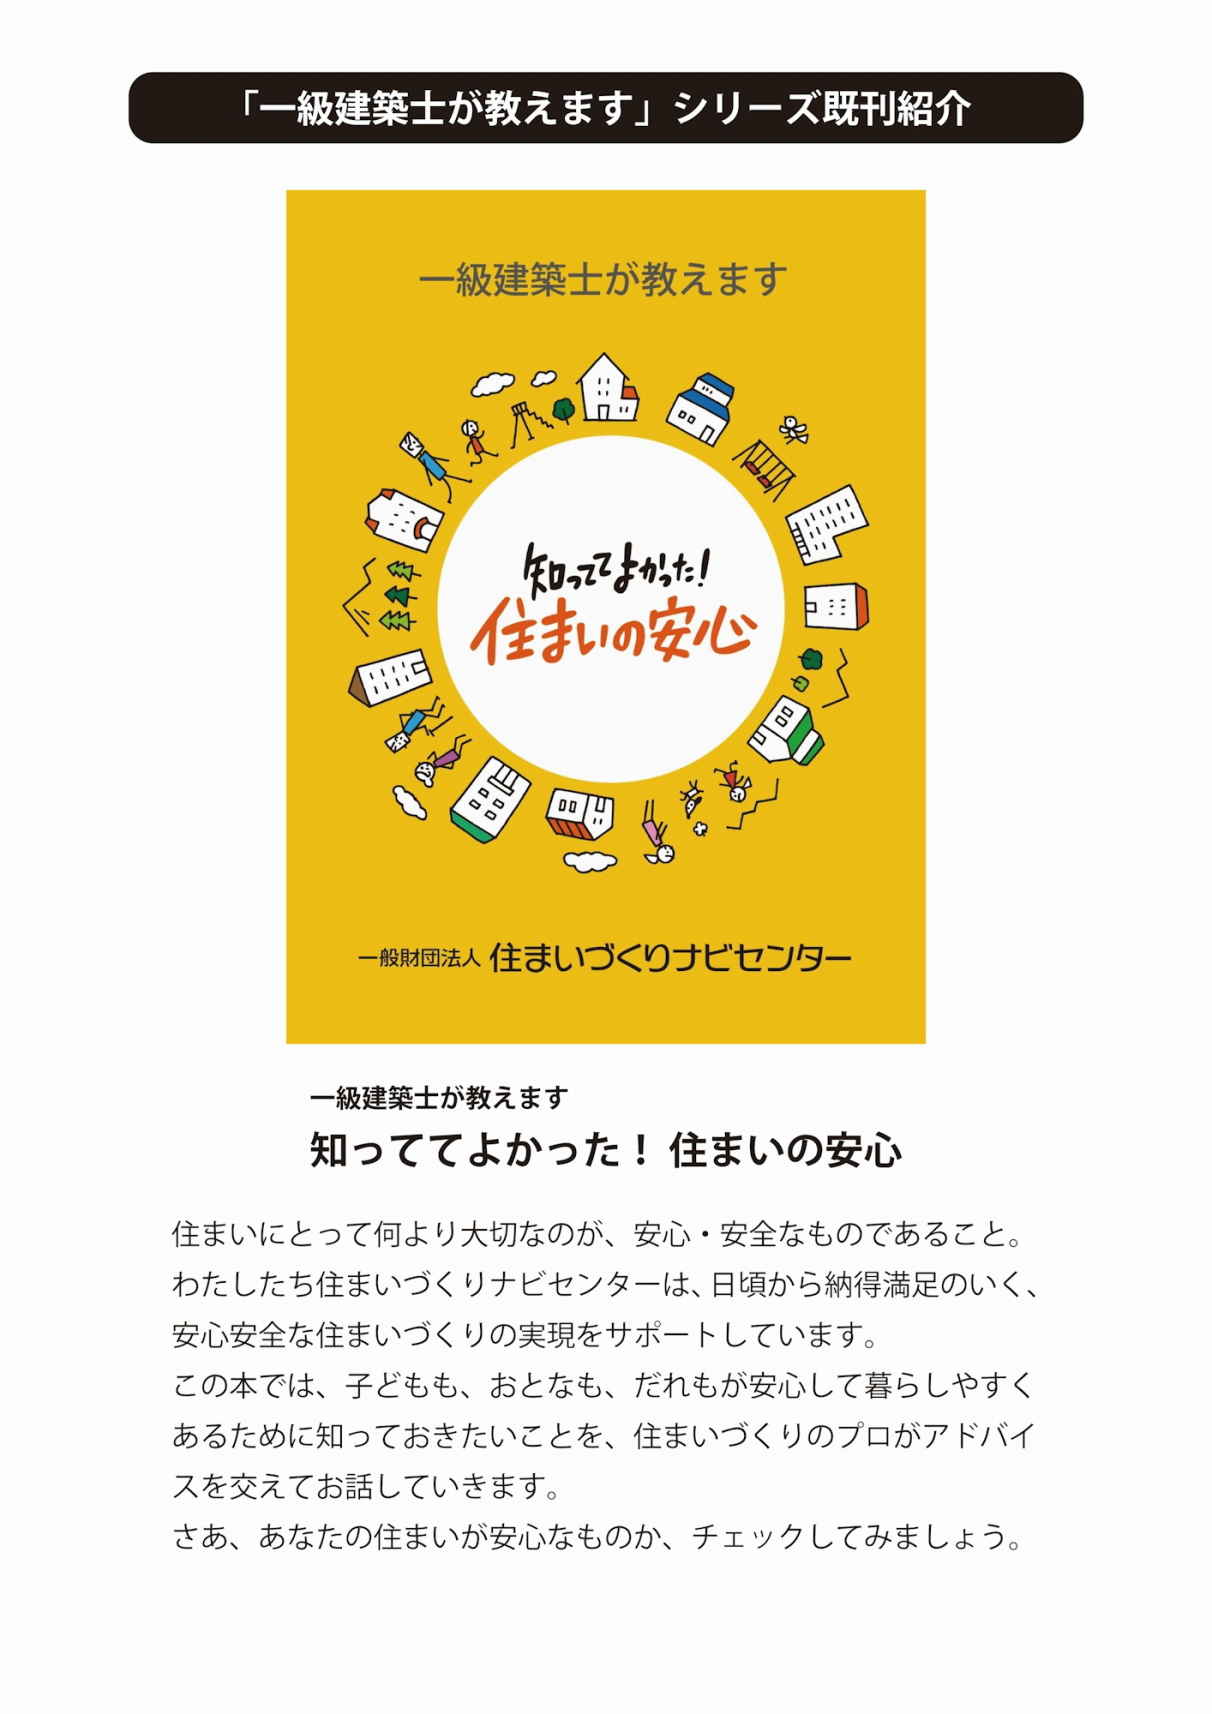 「一級建築士が教えます」シリーズ既刊紹介
一級建築士が教えます
知っててよかった!
住まいの安心
一般財団法人 住まいづくりナビセンター
一級建築士が教えます
知っててよかった！ 住まいの安心
住まいにとって何より大切なのが、安心・安全なものであること。
わたしたち住まいづくりナビセンターは、日頃から納得満足のいく、
安心安全な住まいづくりの実現をサポートしています。
この本では、子どもも、おとなも、だれもが安心して暮らしやすく
あるために知っておきたいことを、住まいづくりのプロがアドバイ
スを交えてお話していきます。
さあ、あなたの住まいが安心なものか、チェックしてみましょう。